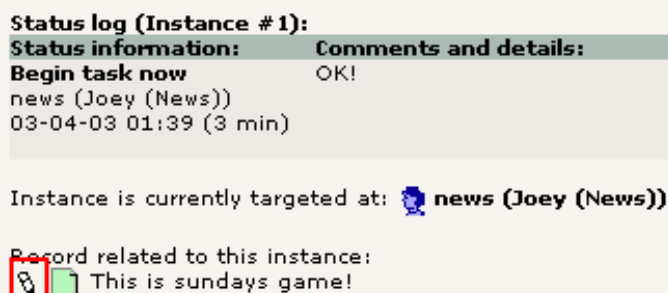 Status log (Instance #1):
Status information: Comments and details:
Begin task now OK!
news (Joey (News))
03-04-03 01:39 (3 min)
Instance is currently targeted at: news (Joey (News))
Record related to this instance:
This is sundays game!